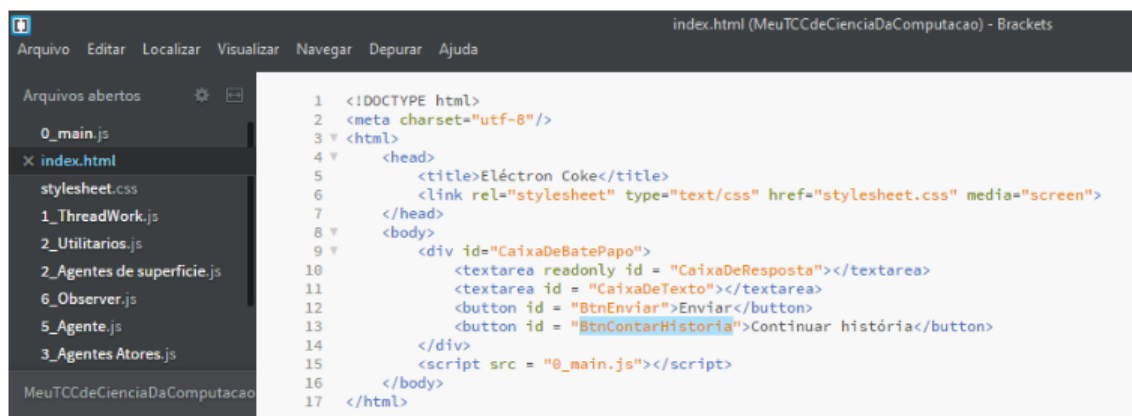 index.html (MeuTCCdeCienciaDaComputacao) - Brackets
Arquivo Editar Localizar Visualizar Navegar Depurar Ajuda
Arquivos abertos
0_main.js
index.html
stylesheet.css
1_ThreadWork.js
2_Utilitarios.js
2_Agentes de superficie.js
6_Observer.js
5_Agente.js
3_Agentes Atores.js
MeuTCCdeCienciaDaComputacao
1 <!DOCTYPE html>
2 <meta charset="utf-8"/>
3 <html>
4 <head>
5 <title>Eléctron Coke</title>
6 <link rel="stylesheet" type="text/css" href="stylesheet.css" media="screen">
7 </head>
8 <body>
9 <div id="CaixaDeBatePapo">
10 <textarea readonly id = "CaixaDeResposta"></textarea>
11 <textarea id = "CaixaDeTexto"></textarea>
12 <button id = "BtnEnviar">Enviar</button>
13 <button id = "BtnContarHistoria">Continuar história</button>
14 </div>
15 <script src = "0_main.js"></script>
16 </body>
17 </html>